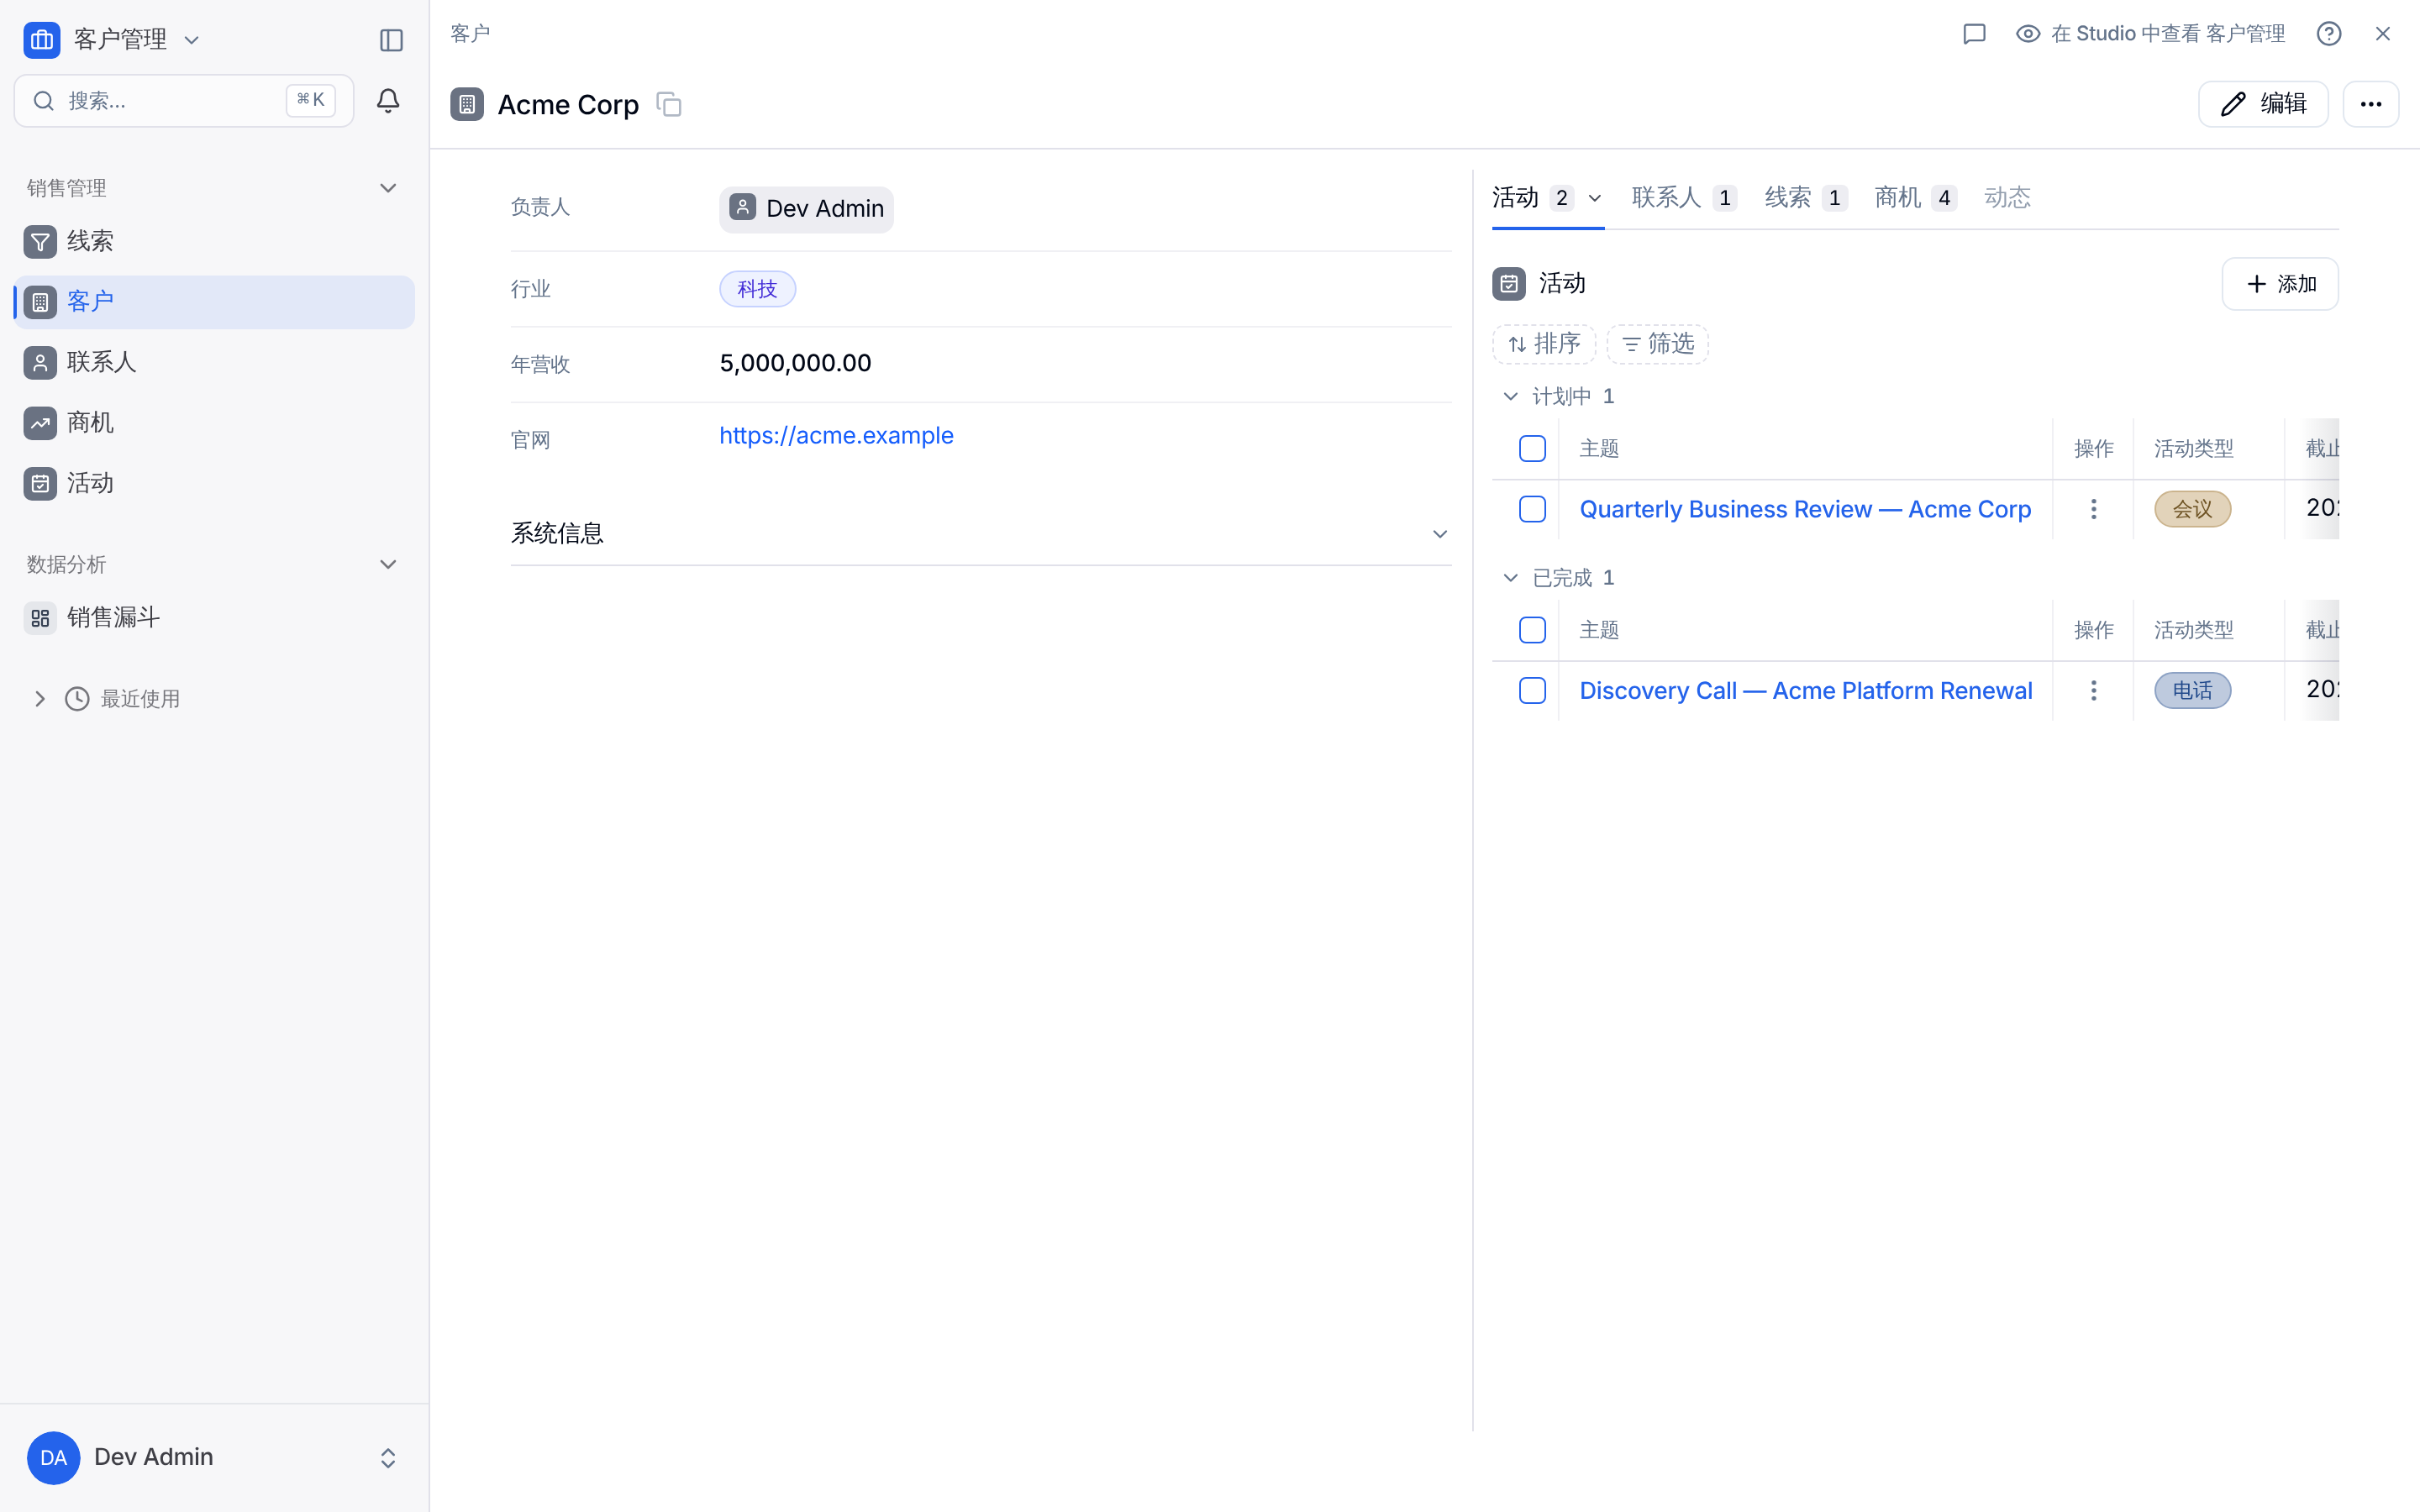 客户管理
搜索... ⌘K
销售管理
线索
客户
联系人
商机
活动
数据分析
销售漏斗
最近使用
DA Dev Admin
客户
在 Studio 中查看 客户管理
Acme Corp
编辑
负责人 Dev Admin
行业 科技
年营收 5,000,000.00
官网 https://acme.example
系统信息
活动 2 联系人 1 线索 1 商机 4 动态
活动
添加
排序 筛选
计划中 1
主题 操作 活动类型 截止
Quarterly Business Review — Acme Corp 会议
已完成 1
主题 操作 活动类型 截止
Discovery Call — Acme Platform Renewal 电话